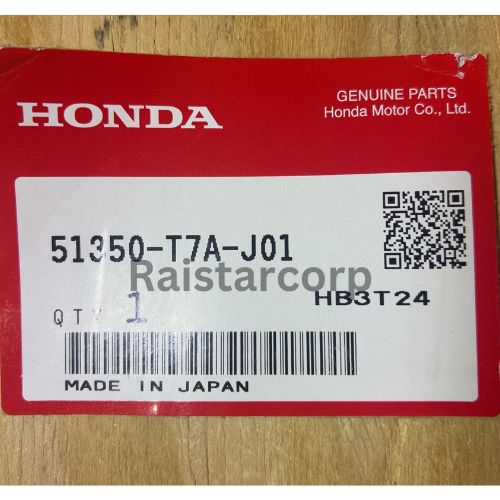 HONDA
GENUINE PARTS
Honda Motor Co., Ltd.
51350-T7A-J01
Raistarcorp
HB3T24
QTY 1
MADE IN JAPAN